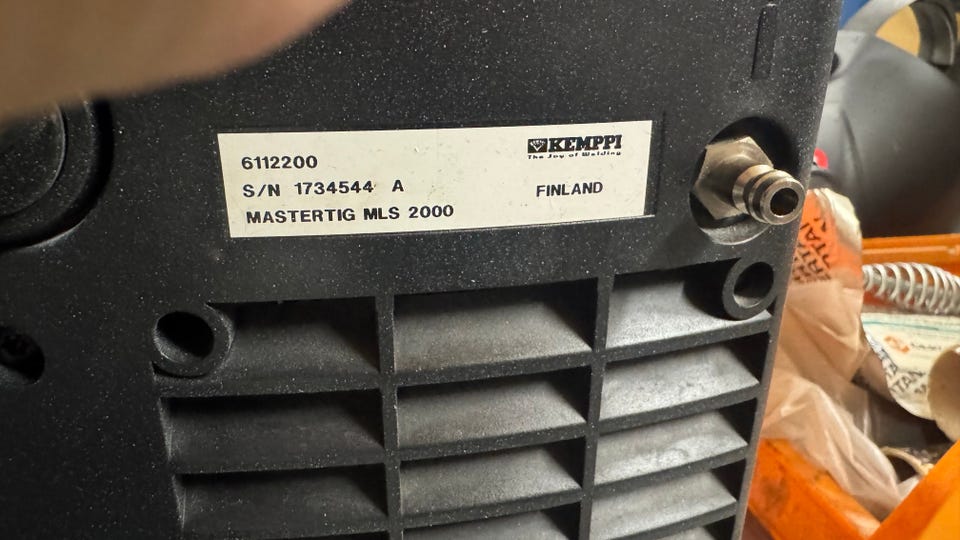 6112200
KEMPPI
The Joy of Welding
S/N 1734544 A
FINLAND
MASTERTIG MLS 2000